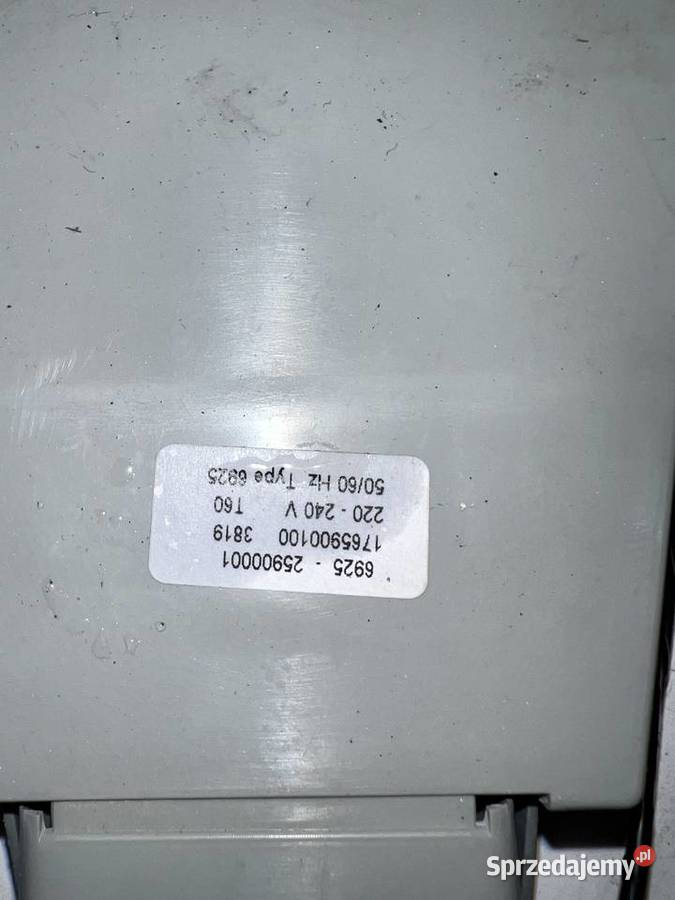 6925 - 25900001
1765900100 3819
220 - 240 V T60
50/60 Hz Type 6925
Sprzedajemy.pl